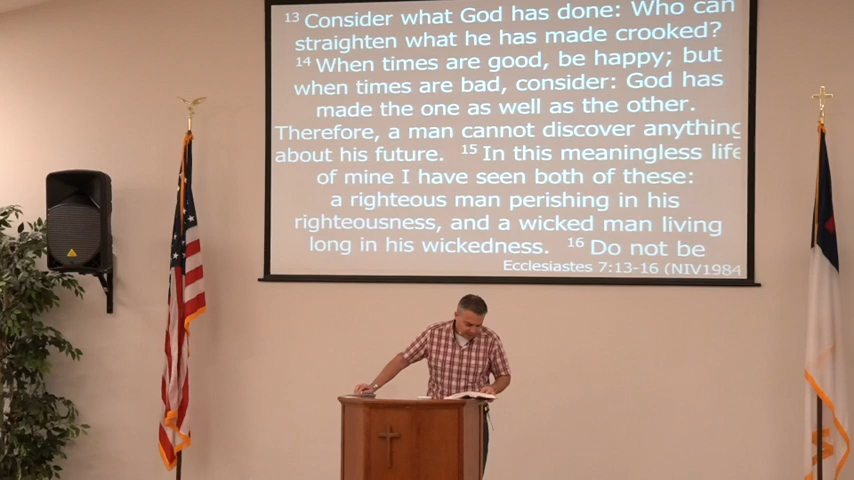 13 Consider what God has done: Who can
straighten what he has made crooked?
14 When times are good, be happy; but
when times are bad, consider: God has
made the one as well as the other.
Therefore, a man cannot discover anything
about his future. 15 In this meaningless life
of mine I have seen both of these:
a righteous man perishing in his
righteousness, and a wicked man living
long in his wickedness. 16 Do not be
Ecclesiastes 7:13-16 (NIV1984